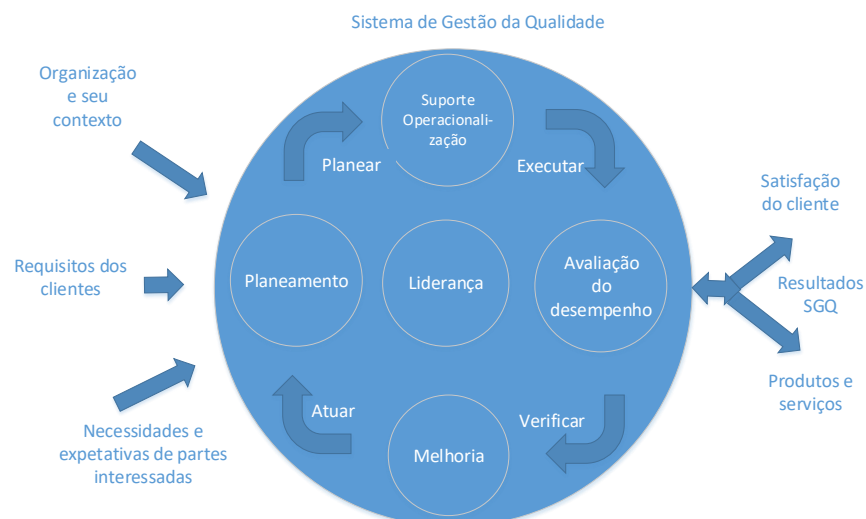 Sistema de Gestão da Qualidade
Organização
e seu
contexto
Requisitos dos
clientes
Necessidades e
expetativas de partes
interessadas
Suporte
Operacionali-
zação
Planear
Executar
Planeamento
Liderança
Avaliação
do
desempenho
Atuar
Verificar
Melhoria
Satisfação
do cliente
Resultados
SGQ
Produtos e
serviços